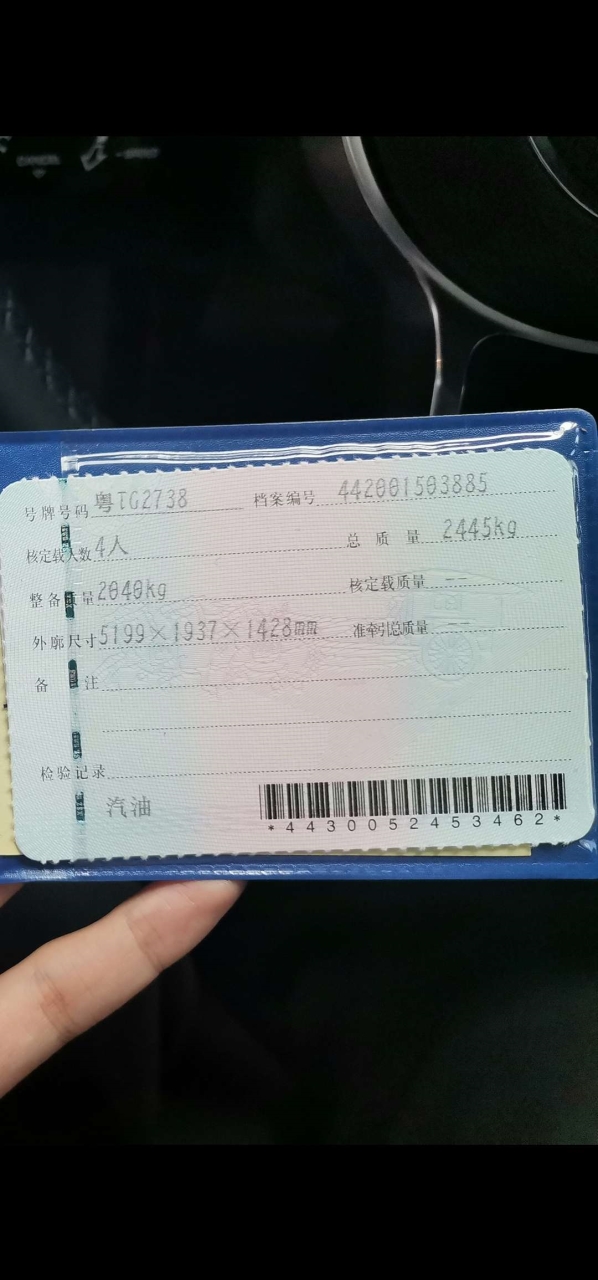 号牌号码 粤TG2738 档案编号 442001503885
核定载人数 4人 总质量 2445kg
整备质量 2040kg 核定载质量 --
外廓尺寸 5199×1937×1428㎜ 准牵引总质量 --
备注
检验记录
汽油
*4430052453462*